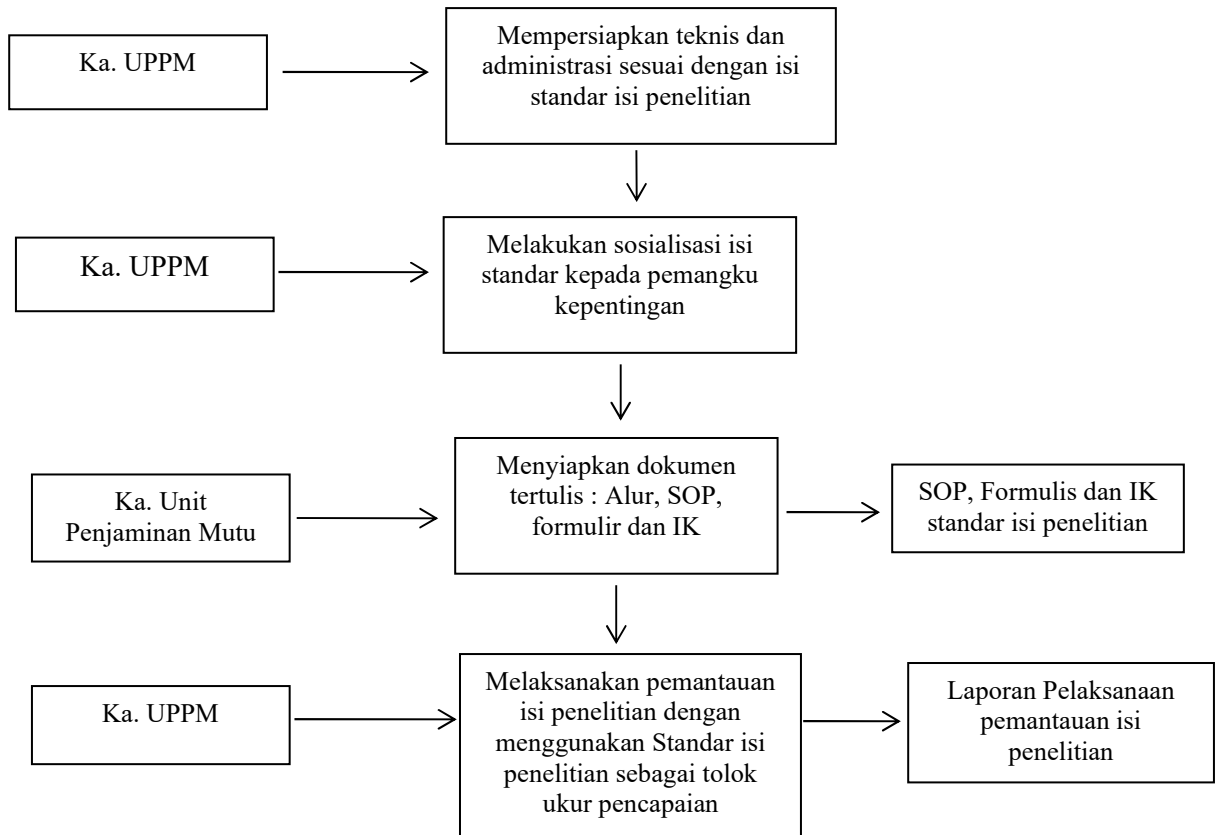 Ka. UPPM
Mempersiapkan teknis dan
administrasi sesuai dengan isi
standar isi penelitian
Ka. UPPM
Melakukan sosialisasi isi
standar kepada pemangku
kepentingan
Ka. Unit
Penjaminan Mutu
Menyiapkan dokumen
tertulis : Alur, SOP,
formulir dan IK
SOP, Formulis dan IK
standar isi penelitian
Ka. UPPM
Melaksanakan pemantauan
isi penelitian dengan
menggunakan Standar isi
penelitian sebagai tolok
ukur pencapaian
Laporan Pelaksanaan
pemantauan isi
penelitian